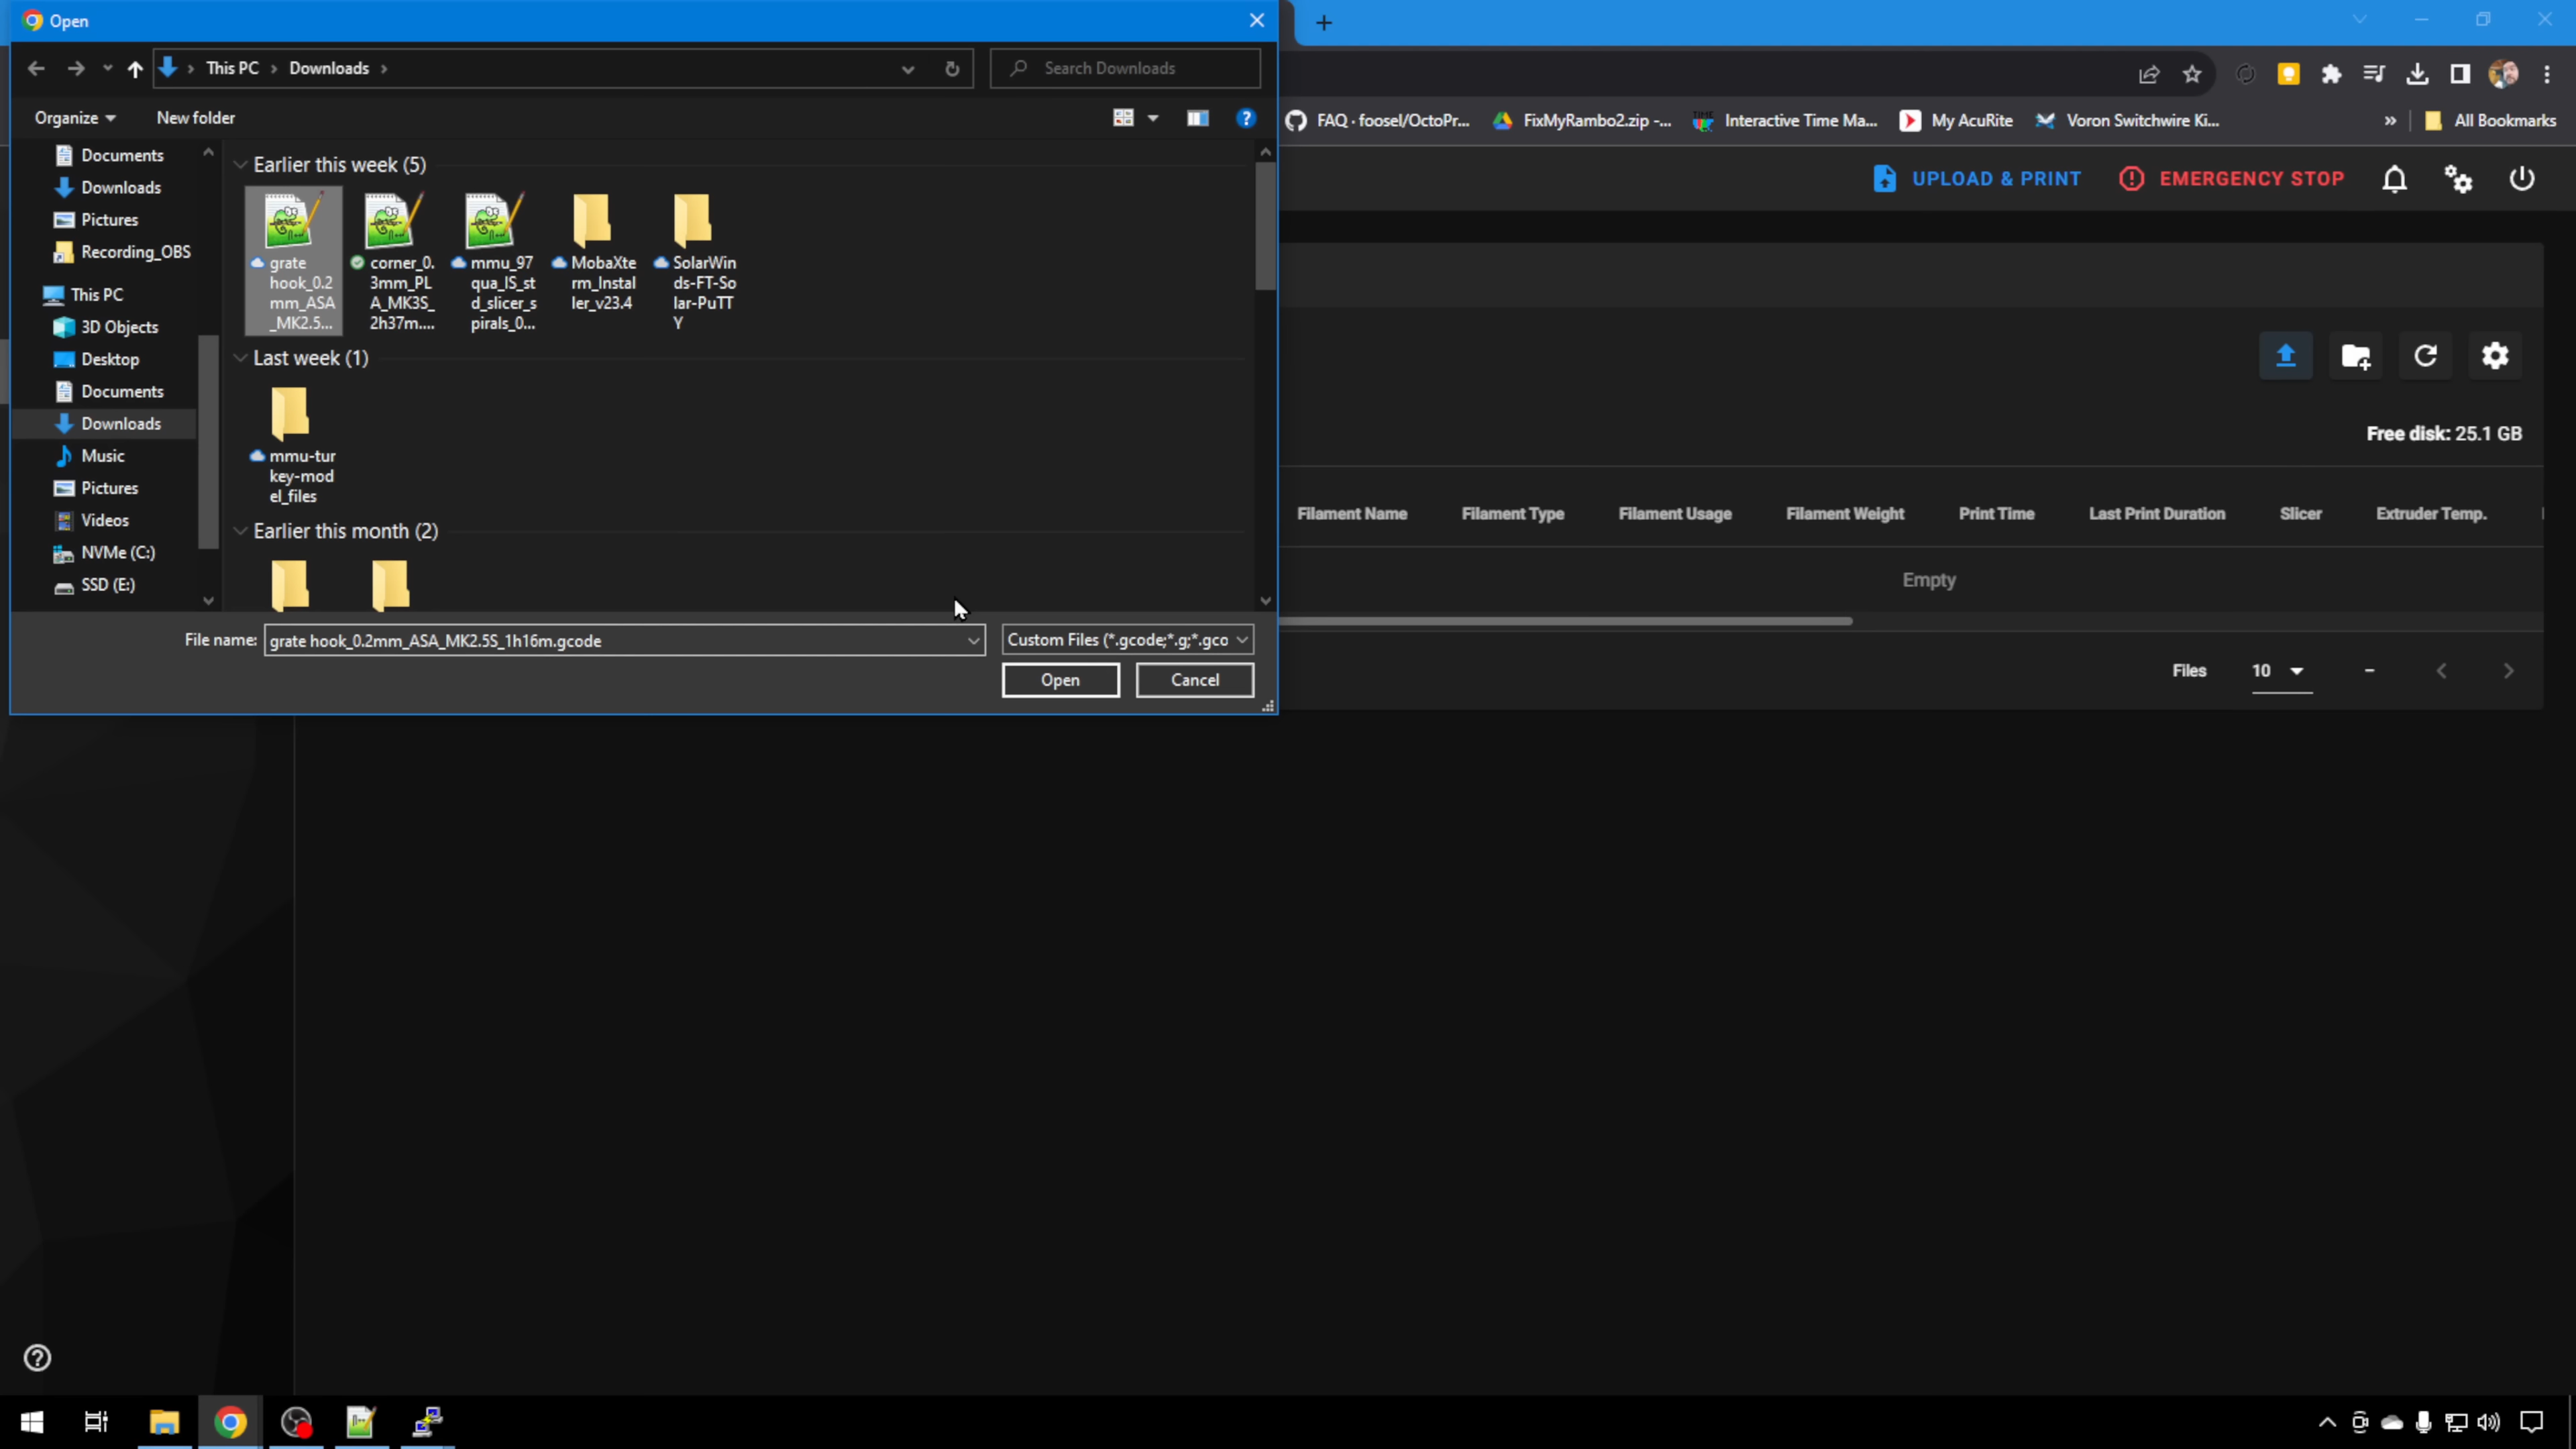 Open
This PC
Downloads
Search Downloads
Organize
New folder
Documents
Downloads
Pictures
Recording_OBS
This PC
3D Objects
Desktop
Documents
Downloads
Music
Pictures
Videos
NVMe (C:)
SSD (E:)
Earlier this week (5)
grate
hook_0.2
mm_ASA
_MK2.5...
corner_0.
3mm_PL
A_MK3S_
2h37m....
mmu_97
qua_IS_st
d_slicer_s
pirals_0...
MobaXte
rm_Instal
ler_v23.4
SolarWin
ds-FT-So
lar-PuTT
Y
Last week (1)
mmu-tur
key-mod
el_files
Earlier this month (2)
File name:
grate hook_0.2mm_ASA_MK2.5S_1h16m.gcode
Custom Files (*.gcode;*.g;*.gco
Open
Cancel
FAQ · foosel/OctoPr...
FixMyRambo2.zip -...
Interactive Time Ma...
My AcuRite
Voron Switchwire Ki...
»
All Bookmarks
UPLOAD & PRINT
EMERGENCY STOP
Free disk: 25.1 GB
Filament Name
Filament Type
Filament Usage
Filament Weight
Print Time
Last Print Duration
Slicer
Extruder Temp.
Empty
Files
10
–